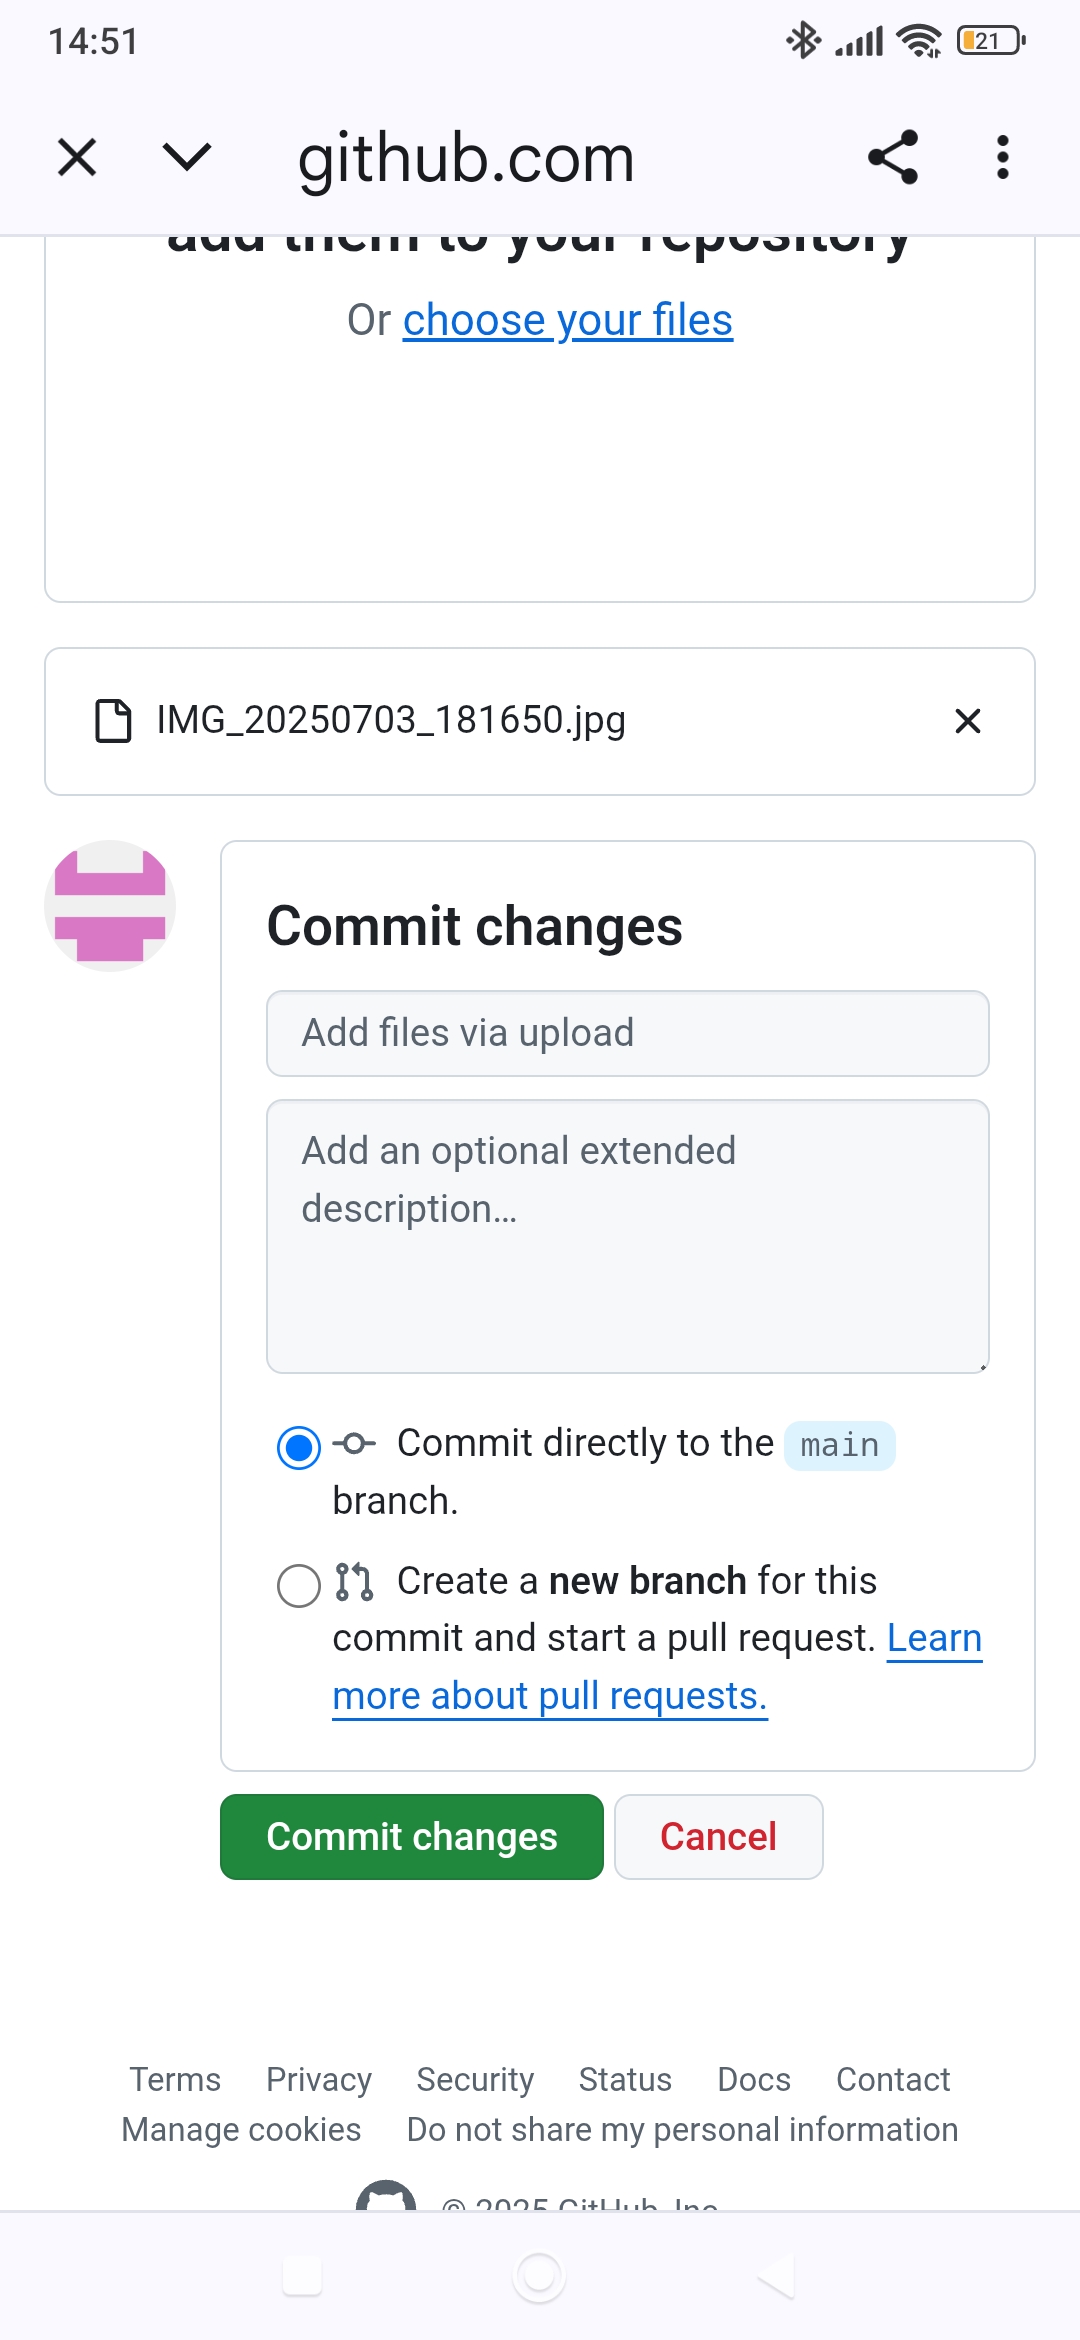 14:51
21
github.com
add them to your repository
Or choose your files
IMG_20250703_181650.jpg
Commit changes
Add files via upload
Add an optional extended
description...
Commit directly to the main
branch.
Create a new branch for this
commit and start a pull request. Learn
more about pull requests.
Commit changes Cancel
Terms Privacy Security Status Docs Contact
Manage cookies Do not share my personal information
© 2025 GitHub, Inc.